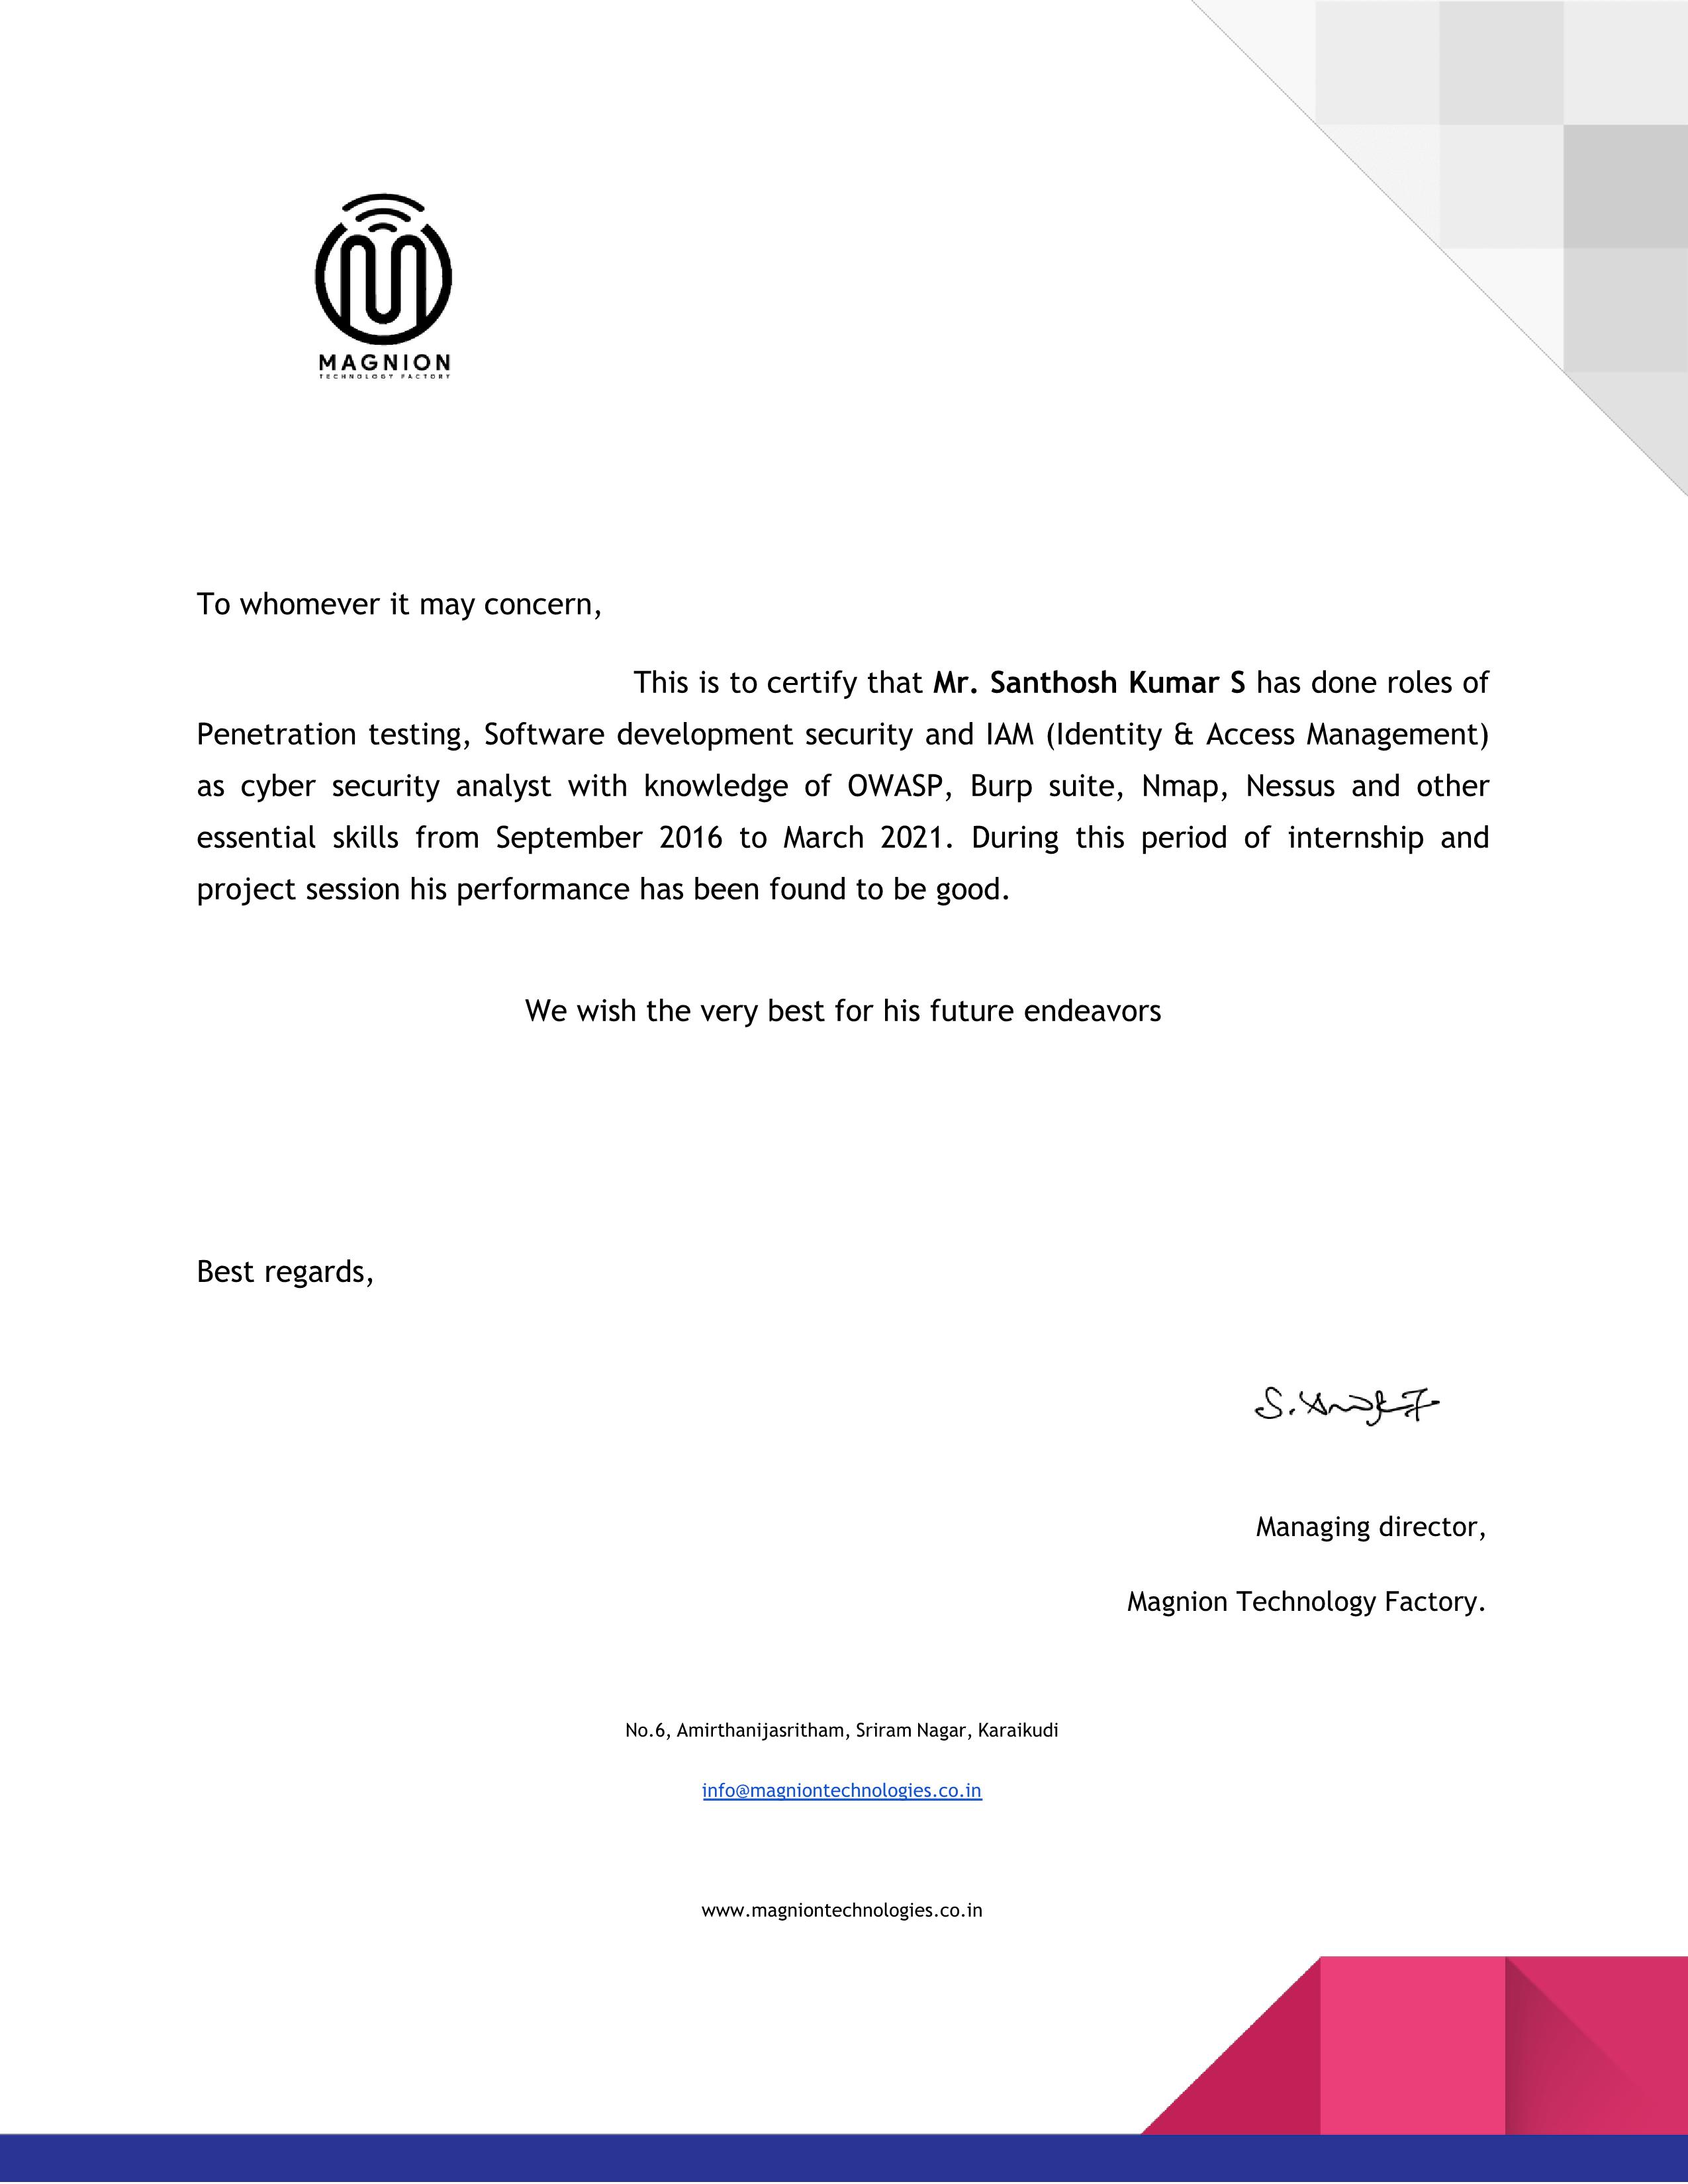 MAGNION
TECHNOLOGY FACTORY
To whomever it may concern,
This is to certify that Mr. Santhosh Kumar S has done roles of
Penetration testing, Software development security and IAM (Identity & Access Management)
as cyber security analyst with knowledge of OWASP, Burp suite, Nmap, Nessus and other
essential skills from September 2016 to March 2021. During this period of internship and
project session his performance has been found to be good.
We wish the very best for his future endeavors
Best regards,
Managing director,
Magnion Technology Factory.
No.6, Amirthanijasritham, Sriram Nagar, Karaikudi
info@magniontechnologies.co.in
www.magniontechnologies.co.in